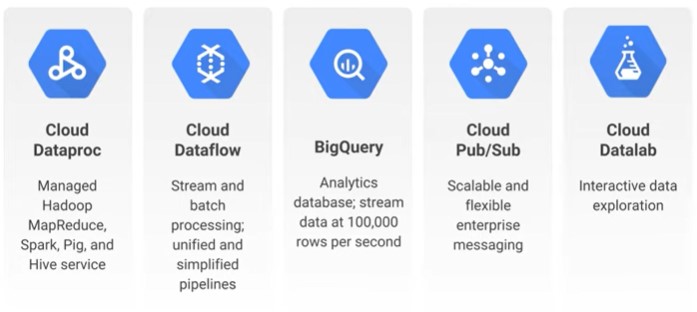 Cloud
Dataproc
Managed
Hadoop
MapReduce,
Spark, Pig, and
Hive service
Cloud
Dataflow
Stream and
batch
processing;
unified and
simplified
pipelines
BigQuery
Analytics
database; stream
data at 100,000
rows per second
Cloud
Pub/Sub
Scalable and
flexible
enterprise
messaging
Cloud
Datalab
Interactive data
exploration